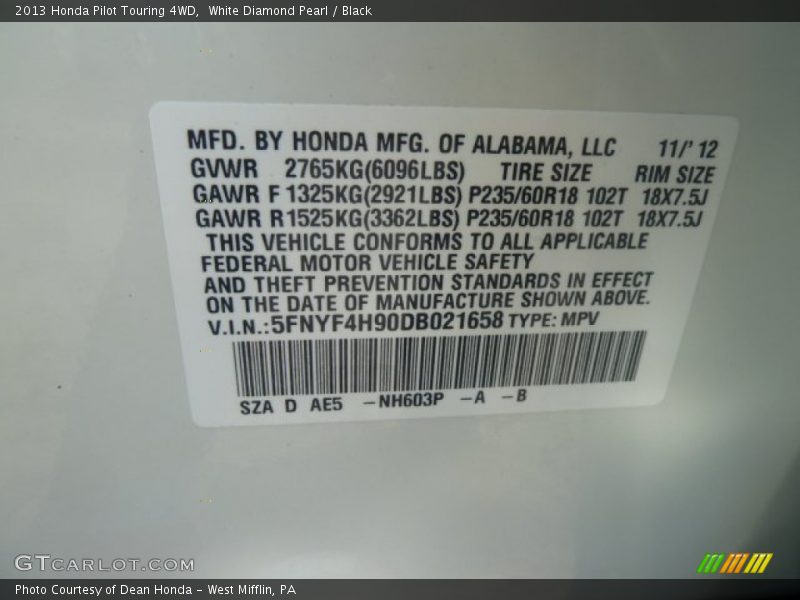 2013 Honda Pilot Touring 4WD,  White Diamond Pearl / Black
MFD. BY HONDA MFG. OF ALABAMA, LLC 11/' 12
GVWR 2765KG(6096LBS) TIRE SIZE RIM SIZE
GAWR F 1325KG(2921LBS) P235/60R18 102T 18X7.5J
GAWR R1525KG(3362LBS) P235/60R18 102T 18X7.5J
THIS VEHICLE CONFORMS TO ALL APPLICABLE
FEDERAL MOTOR VEHICLE SAFETY
AND THEFT PREVENTION STANDARDS IN EFFECT
ON THE DATE OF MANUFACTURE SHOWN ABOVE.
V.I.N.:5FNYF4H90DB021658 TYPE: MPV
SZA D AE5 -NH603P -A -B
GTCARLOT.COM
Photo Courtesy of Dean Honda - West Mifflin, PA